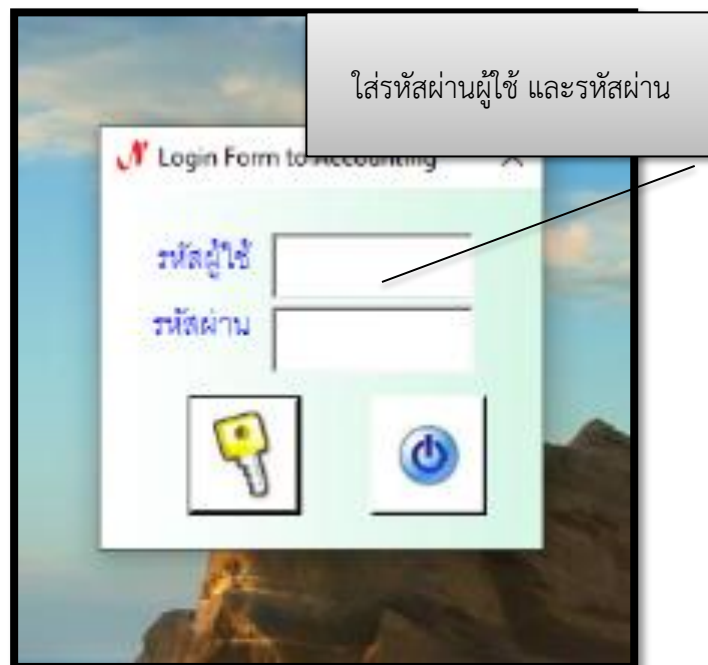 ใส่รหัสผ่านผู้ใช้ และรหัสผ่าน
Login Form to Accounting
รหัสผู้ใช้
รหัสผ่าน